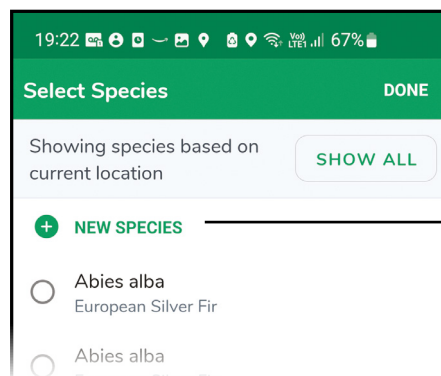 19:22 67%
Select Species DONE
Showing species based on
current location
SHOW ALL
NEW SPECIES
Abies alba
European Silver Fir
Abies alba